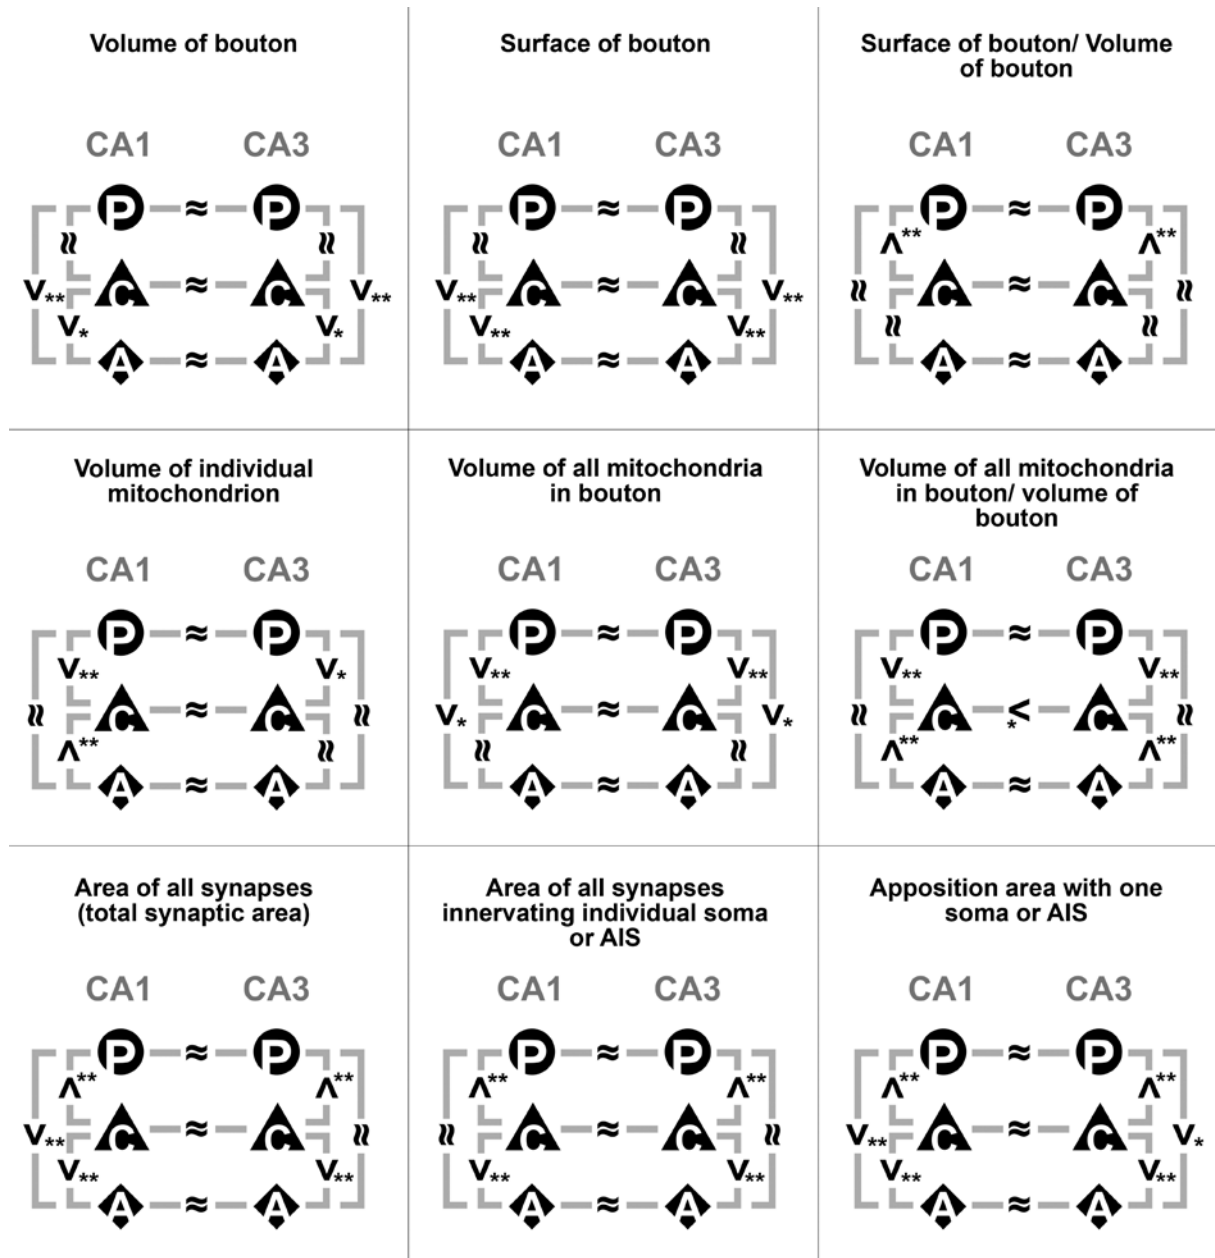 Volume of bouton
Surface of bouton
Surface of bouton/ Volume
of bouton
CA1 CA3
P ≈ P
≈ ≈
V** C ≈ C V**
V* V*
A ≈ A
CA1 CA3
P ≈ P
≈ ≈
V** C ≈ C V**
V** V**
A ≈ A
CA1 CA3
P ≈ P
Λ** Λ**
≈ C ≈ C ≈
≈ ≈
A ≈ A
Volume of individual
mitochondrion
Volume of all mitochondria
in bouton
Volume of all mitochondria
in bouton/ volume of
bouton
CA1 CA3
P ≈ P
V** V*
≈ C ≈ C ≈
Λ** ≈
A ≈ A
CA1 CA3
P ≈ P
V** V**
V* C ≈ C V*
≈ ≈
A ≈ A
CA1 CA3
P ≈ P
V** V**
≈ C <* C ≈
Λ** Λ**
A ≈ A
Area of all synapses
(total synaptic area)
Area of all synapses
innervating individual soma
or AIS
Apposition area with one
soma or AIS
CA1 CA3
P ≈ P
Λ** Λ**
V** C ≈ C ≈
V** V**
A ≈ A
CA1 CA3
P ≈ P
Λ** Λ**
≈ C ≈ C ≈
V** V**
A ≈ A
CA1 CA3
P ≈ P
Λ** Λ**
V** C ≈ C V*
V** V**
A ≈ A